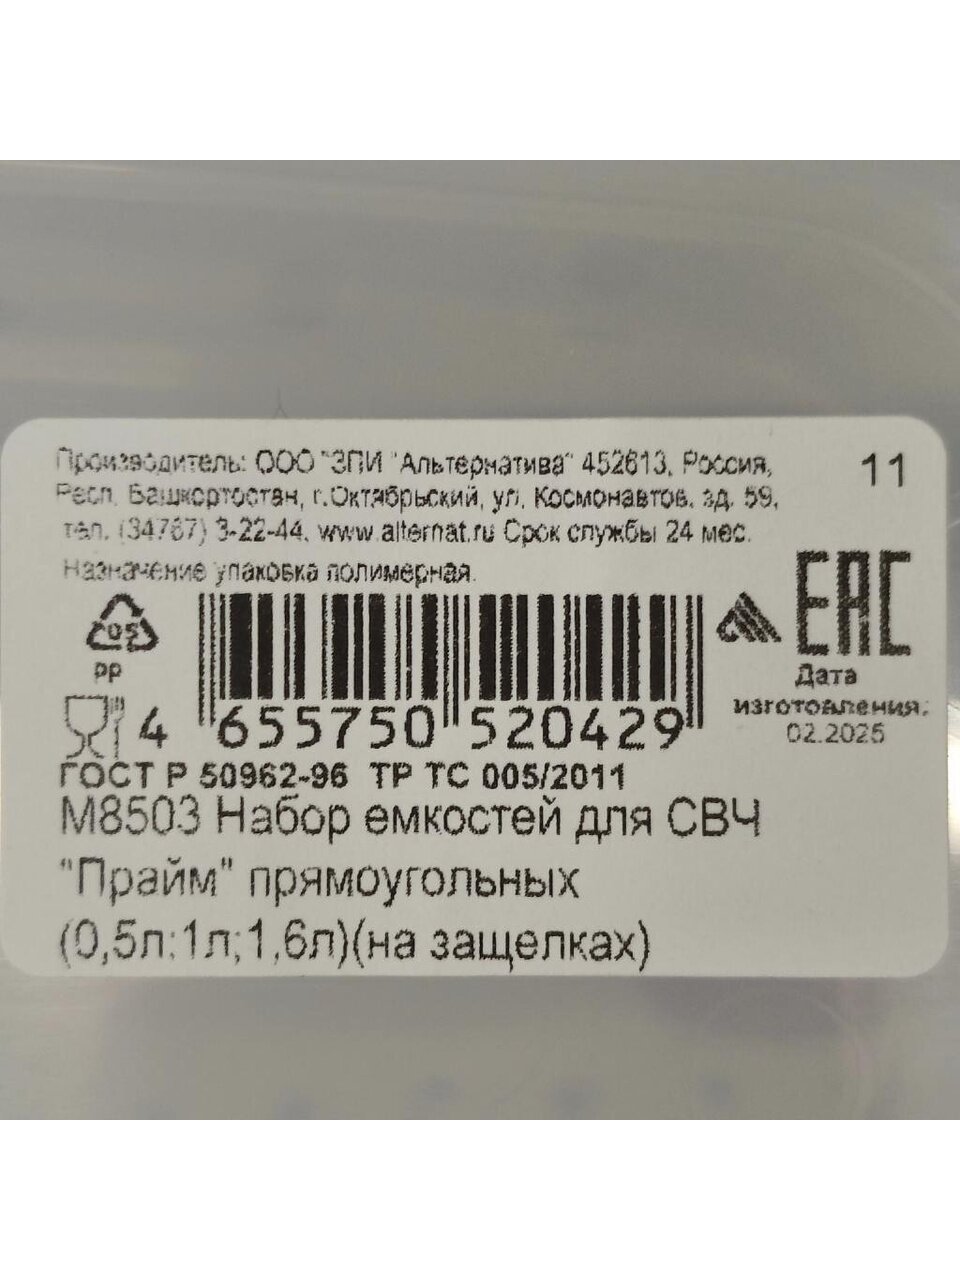 Производитель: ООО "ЗПИ "Альтернатива" 452613, Россия,
11
Респ. Башкортостан, г.Октябрьский, ул. Космонавтов, зд. 59,
тел. (34767) 3-22-44, www.alternat.ru Срок службы 24 мес.
Назначение упаковка полимерная.
EAC
05
PP
Дата
изготовления:
02.2025
4 655750 520429
ГОСТ Р 50962-96 ТР ТС 005/2011
М8503 Набор емкостей для СВЧ
"Прайм" прямоугольных
(0,5л;1л;1,6л)(на защелках)